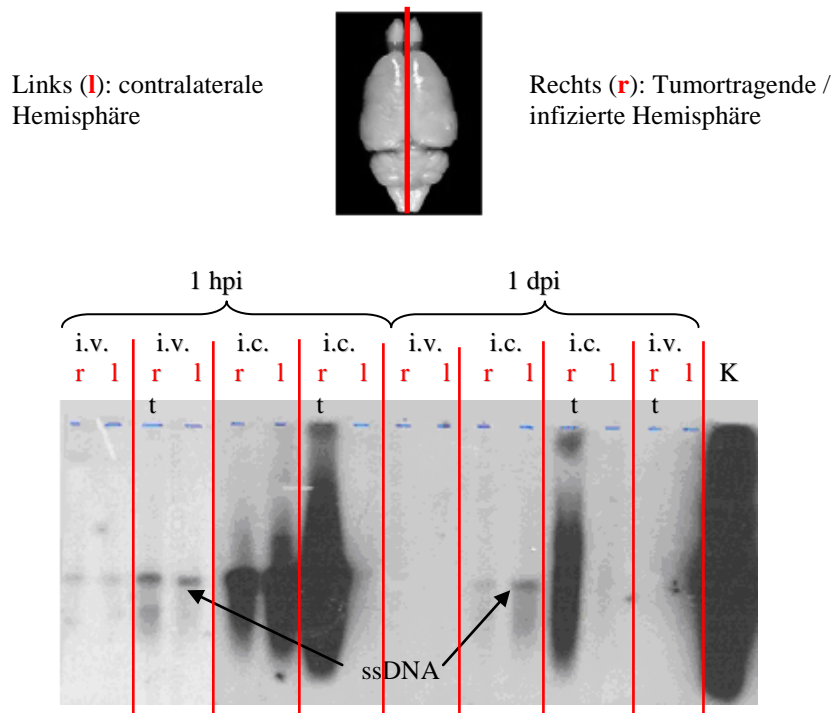 Links (l): contralaterale
Hemisphäre
Rechts (r): Tumortragende /
infizierte Hemisphäre
1 hpi 1 dpi
i.v. i.v. i.c. i.c. i.v. i.c. i.c. i.v.
r l r l r l r l r l r l r l r l K
t t t t
ssDNA